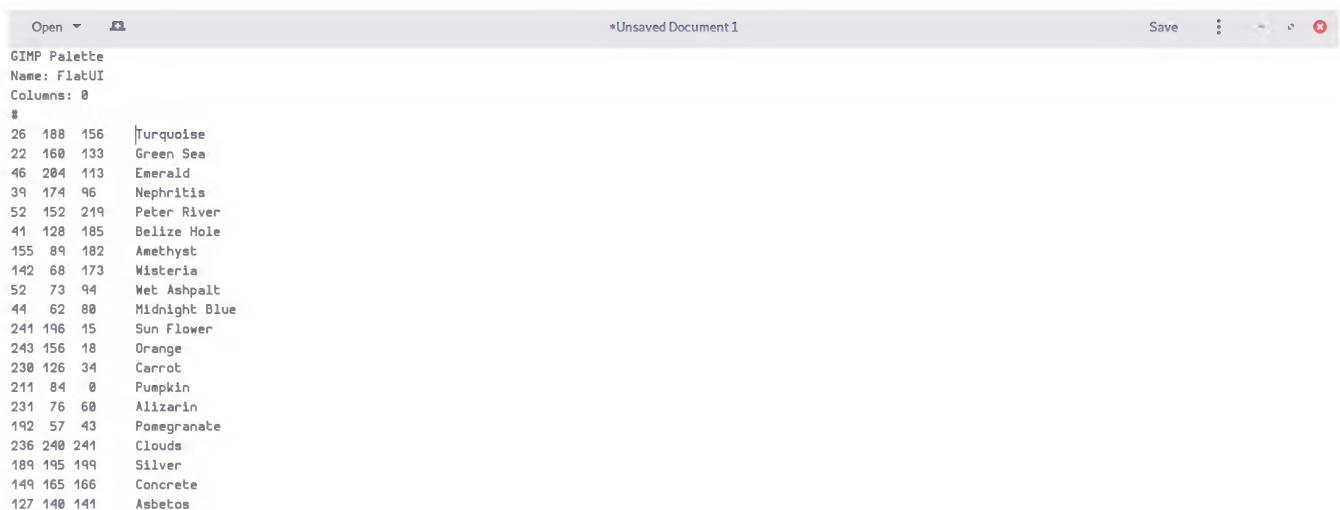 Open *Unsaved Document 1 Save
GIMP Palette
Name: FlatUI
Columns: 0
#
26 188 156 Turquoise
22 160 133 Green Sea
46 204 113 Emerald
39 174 96 Nephritis
52 152 219 Peter River
41 128 185 Belize Hole
155 89 182 Amethyst
142 68 173 Wisteria
52 73 94 Wet Ashpalt
44 62 80 Midnight Blue
241 196 15 Sun Flower
243 156 18 Orange
230 126 34 Carrot
211 84 0 Pumpkin
231 76 60 Alizarin
192 57 43 Pomegranate
236 240 241 Clouds
189 195 199 Silver
149 165 166 Concrete
127 140 141 Asbetos